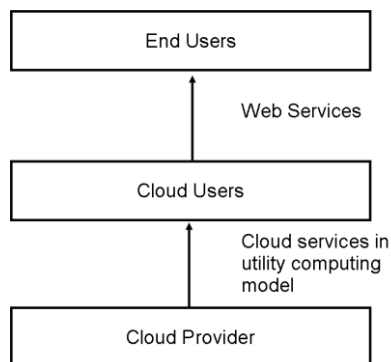 End Users
Web Services
Cloud Users
Cloud services in
utility computing
model
Cloud Provider